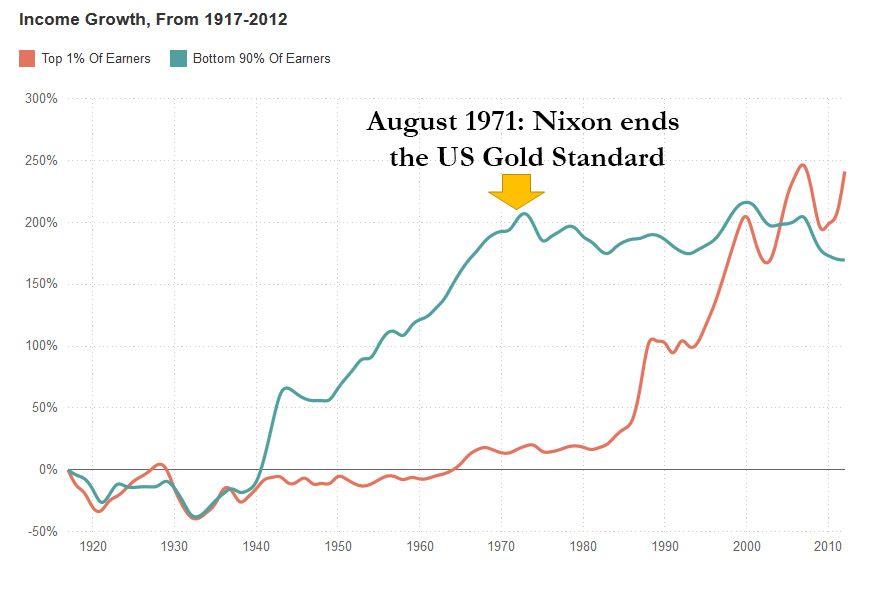 Income Growth, From 1917-2012
Top 1% Of Earners Bottom 90% Of Earners
300%
August 1971: Nixon ends
the US Gold Standard
250%
200%
150%
100%
50%
0%
-50%
1920 1930 1940 1950 1960 1970 1980 1990 2000 2010